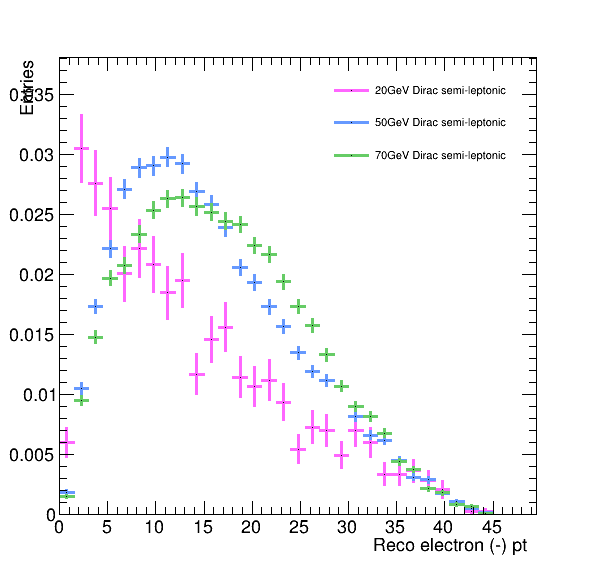 Entries
0.035
0.03
0.025
0.02
0.015
0.01
0.005
0
20GeV Dirac semi-leptonic
50GeV Dirac semi-leptonic
70GeV Dirac semi-leptonic
0 5 10 15 20 25 30 35 40 45
Reco electron (-) pt